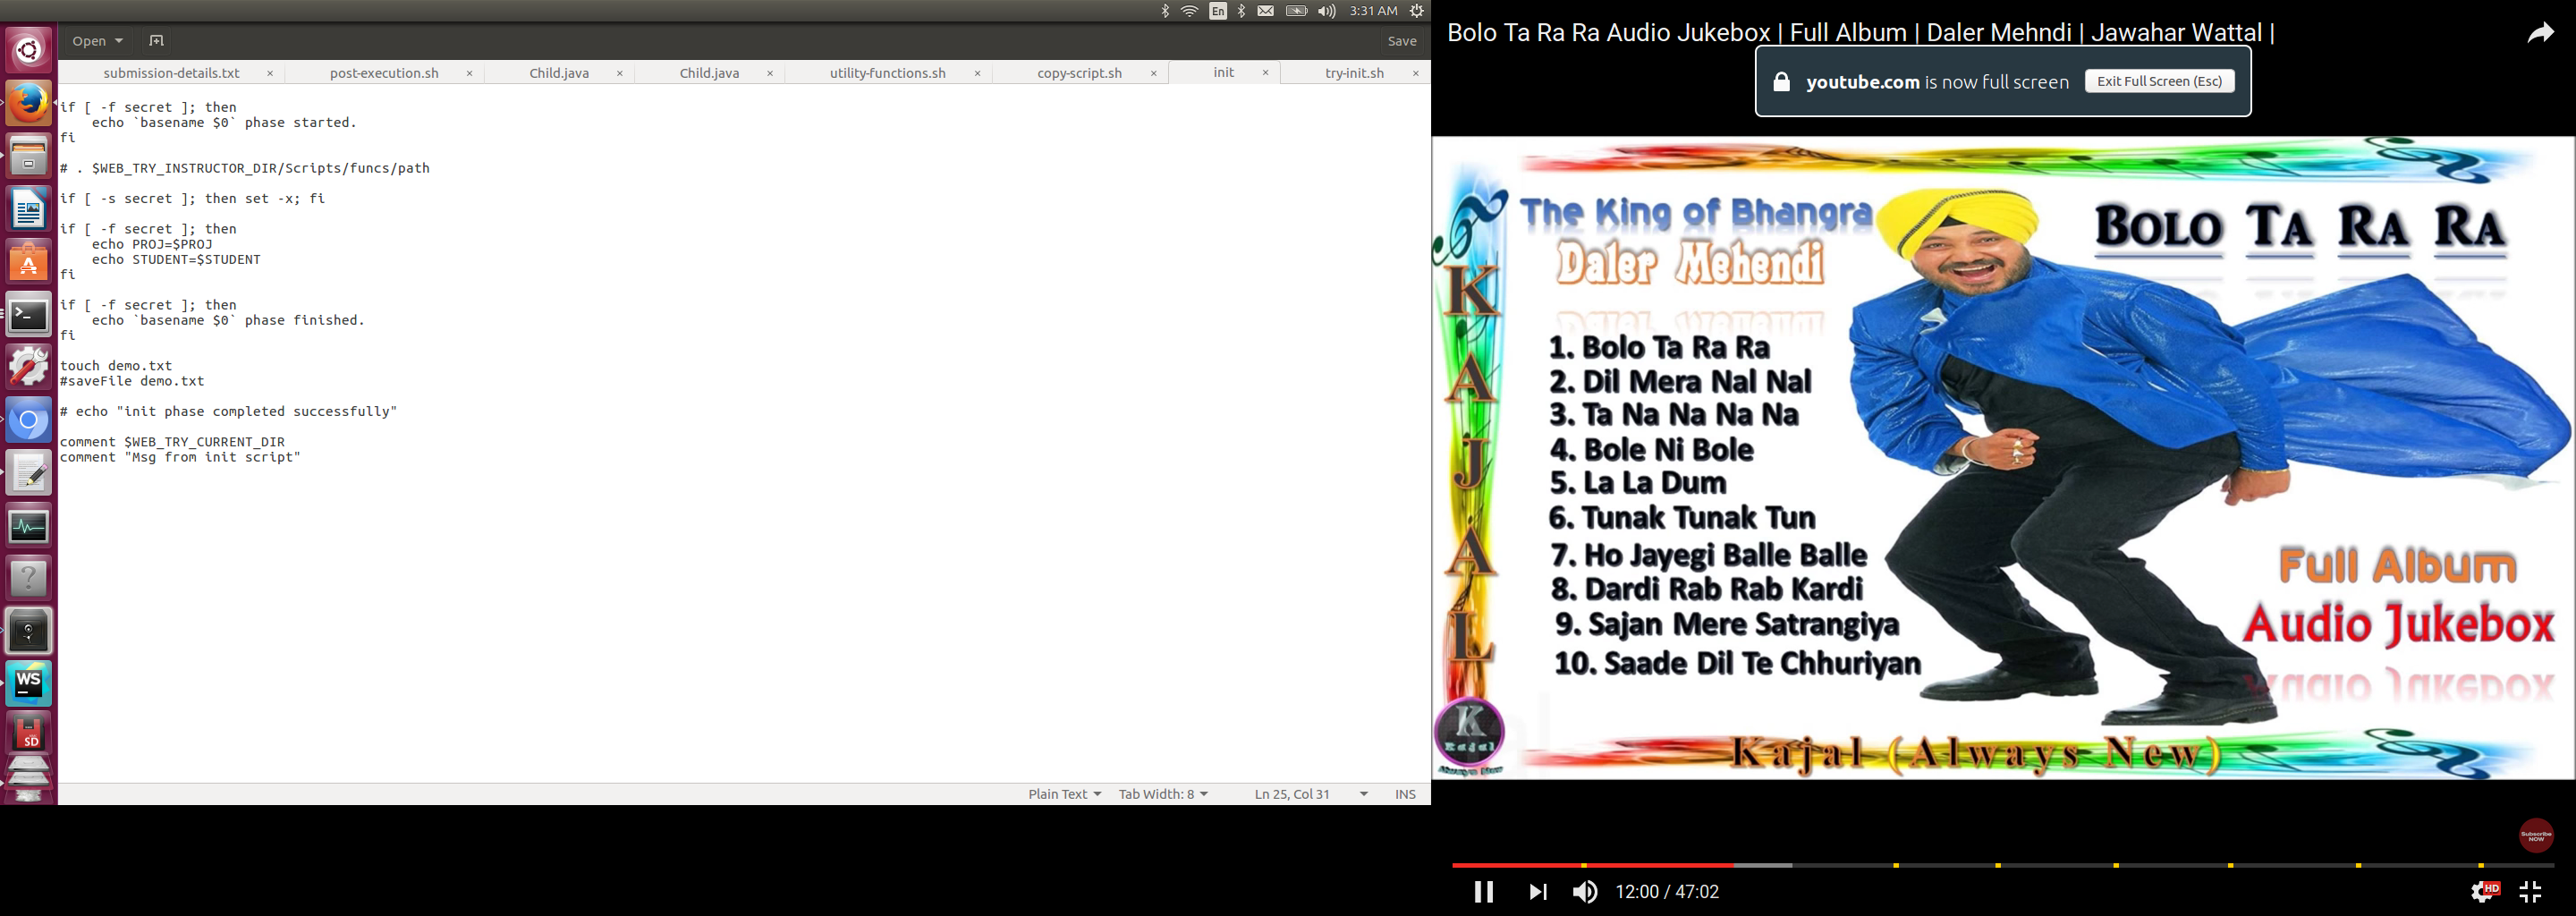 En 3:31 AM
Open Save
submission-details.txt × post-execution.sh × Child.java × Child.java × utility-functions.sh × copy-script.sh × init × try-init.sh ×
if [ -f secret ]; then
    echo `basename $0` phase started.
fi
# . $WEB_TRY_INSTRUCTOR_DIR/Scripts/funcs/path
if [ -s secret ]; then set -x; fi
if [ -f secret ]; then
    echo PROJ=$PROJ
    echo STUDENT=$STUDENT
fi
if [ -f secret ]; then
    echo `basename $0` phase finished.
fi
touch demo.txt
#saveFile demo.txt
# echo "init phase completed successfully"
comment $WEB_TRY_CURRENT_DIR
comment "Msg from init script"
WS
SD
Plain Text Tab Width: 8 Ln 25, Col 31 INS
Bolo Ta Ra Ra Audio Jukebox | Full Album | Daler Mehndi | Jawahar Wattal |
youtube.com is now full screen Exit Full Screen (Esc)
The King of Bhangra
Daler Mehendi
BOLO TA RA RA
KAJAL
1. Bolo Ta Ra Ra
2. Dil Mera Nal Nal
3. Ta Na Na Na Na
4. Bole Ni Bole
5. La La Dum
6. Tunak Tunak Tun
7. Ho Jayegi Balle Balle
8. Dardi Rab Rab Kardi
9. Sajan Mere Satrangiya
10. Saade Dil Te Chhuriyan
Full Album
Audio Jukebox
K
Kajal
Always New
Kajal (Always New)
Subscribe
NOW
12:00 / 47:02
HD